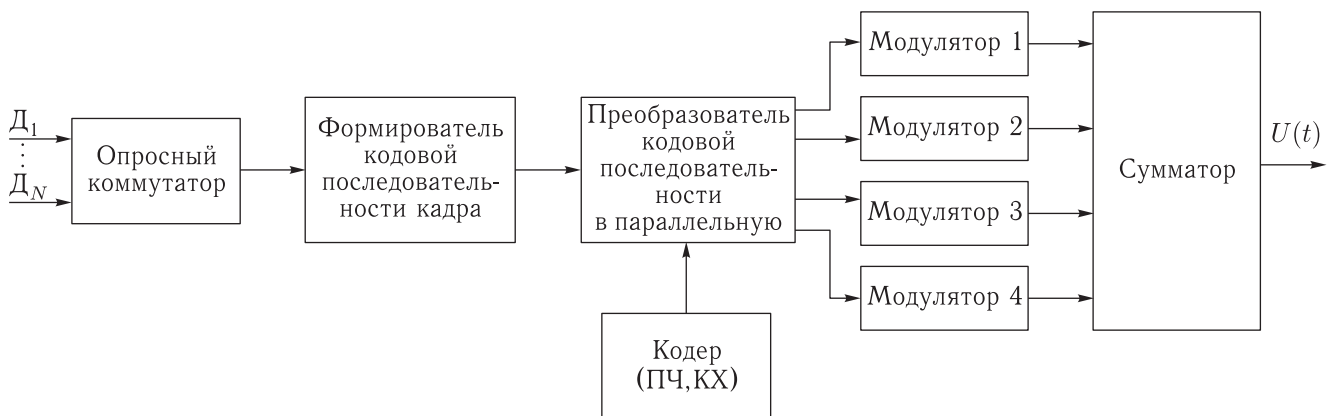 Д1
Опросный
коммутатор
ДN
Формирователь
кодовой
последователь-
ности кадра
Преобразователь
кодовой
последователь-
ности
в параллельную
Кодер
(ПЧ,КХ)
Модулятор 1
Модулятор 2
Модулятор 3
Модулятор 4
Сумматор
U(t)